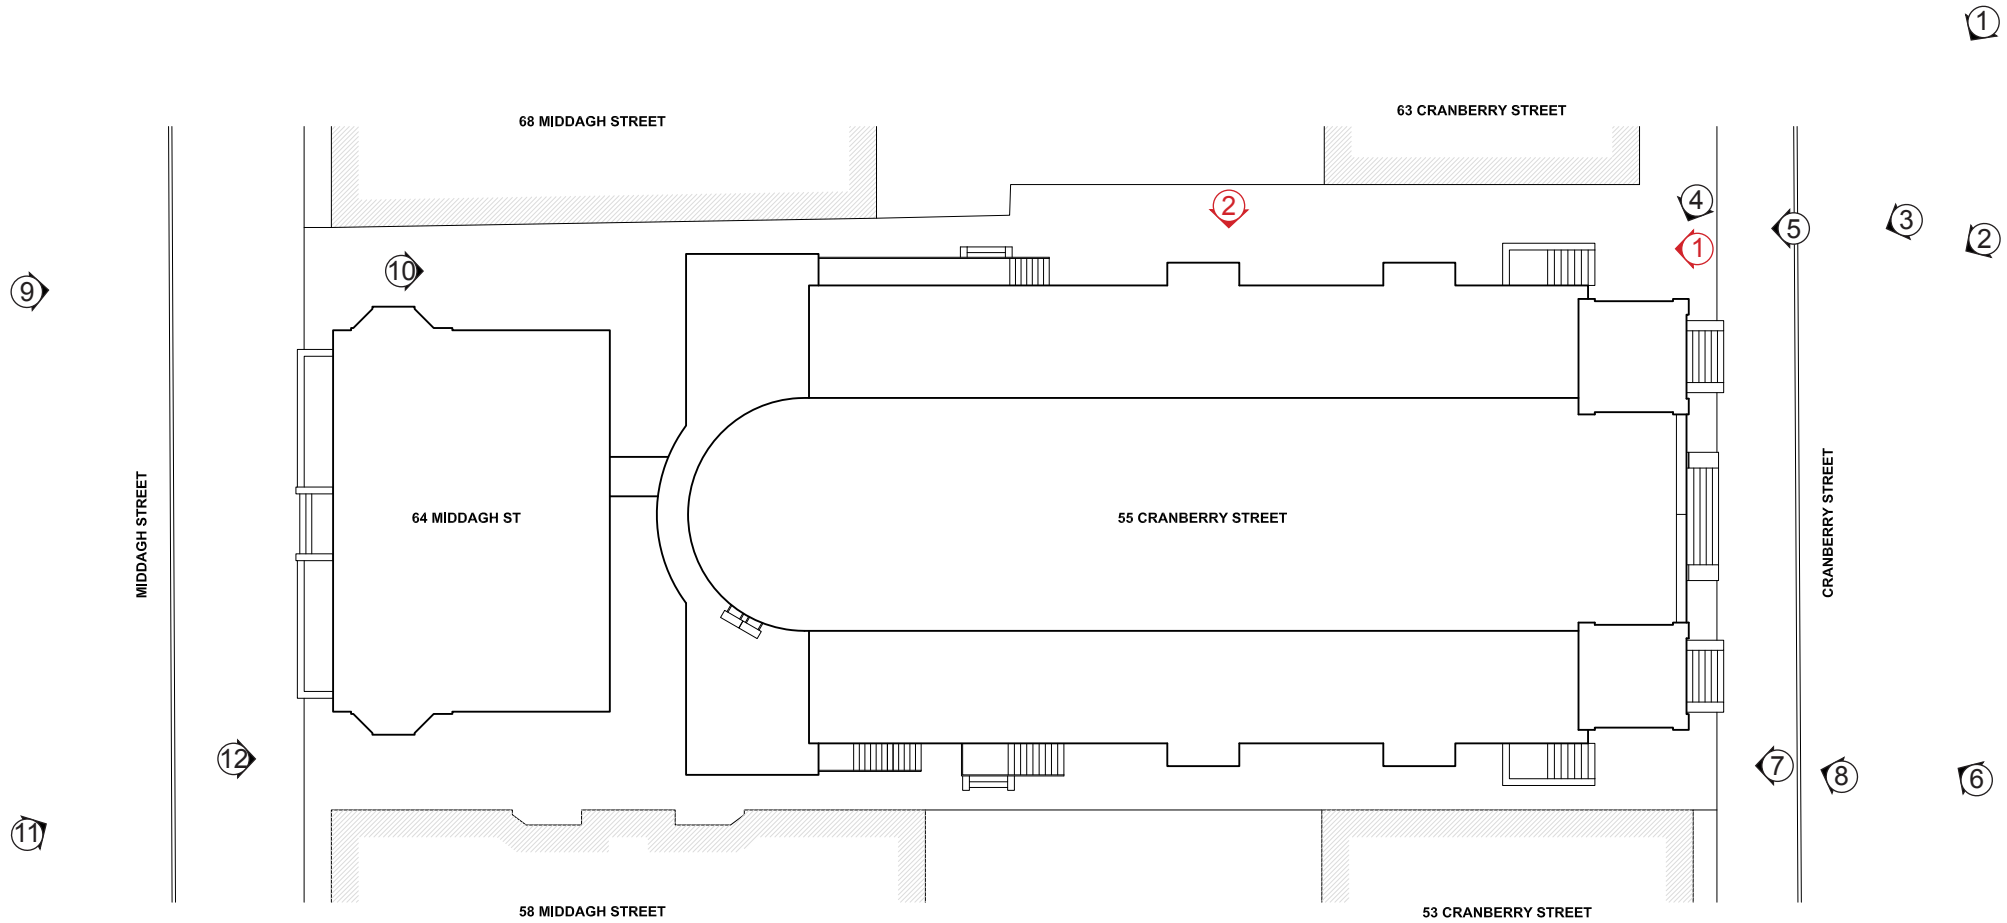 1
63 CRANBERRY STREET
68 MIDDAGH STREET
4
2
3
5
2
1
10
9
MIDDAGH STREET
64 MIDDAGH ST
55 CRANBERRY STREET
CRANBERRY STREET
12
7
8
6
11
58 MIDDAGH STREET
53 CRANBERRY STREET